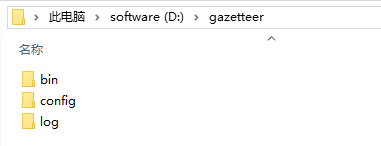 此电脑 > software (D:) > gazetteer
名称
bin
config
log